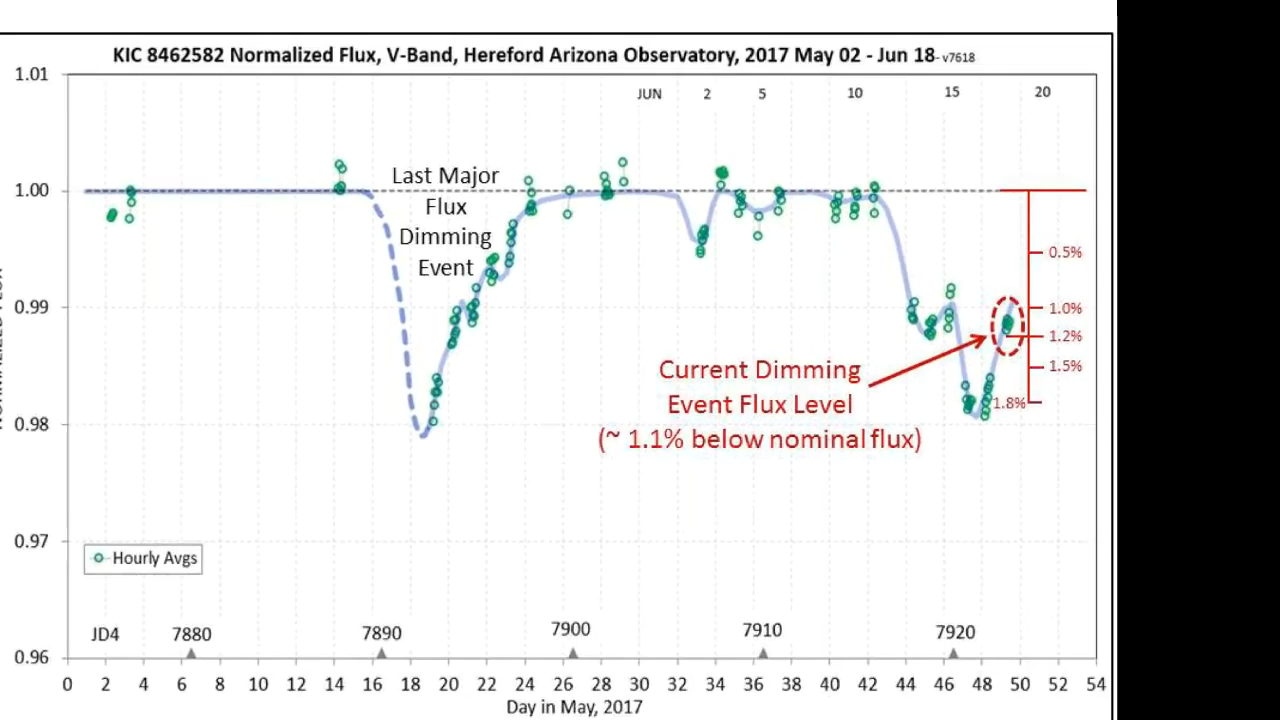 KIC 8462582 Normalized Flux, V-Band, Hereford Arizona Observatory, 2017 May 02 - Jun 18- v7618
1.01
JUN 2 5 10 15 20
Last Major
Flux
Dimming
Event
1.00
0.5%
0.99
1.0%
1.2%
1.5%
1.8%
Current Dimming
Event Flux Level
(~ 1.1% below nominal flux)
0.98
0.97
Hourly Avgs
JD4 7880 7890 7900 7910 7920
0.96
0 2 4 6 8 10 12 14 16 18 20 22 24 26 28 30 32 34 36 38 40 42 44 46 48 50 52 54
Day in May, 2017